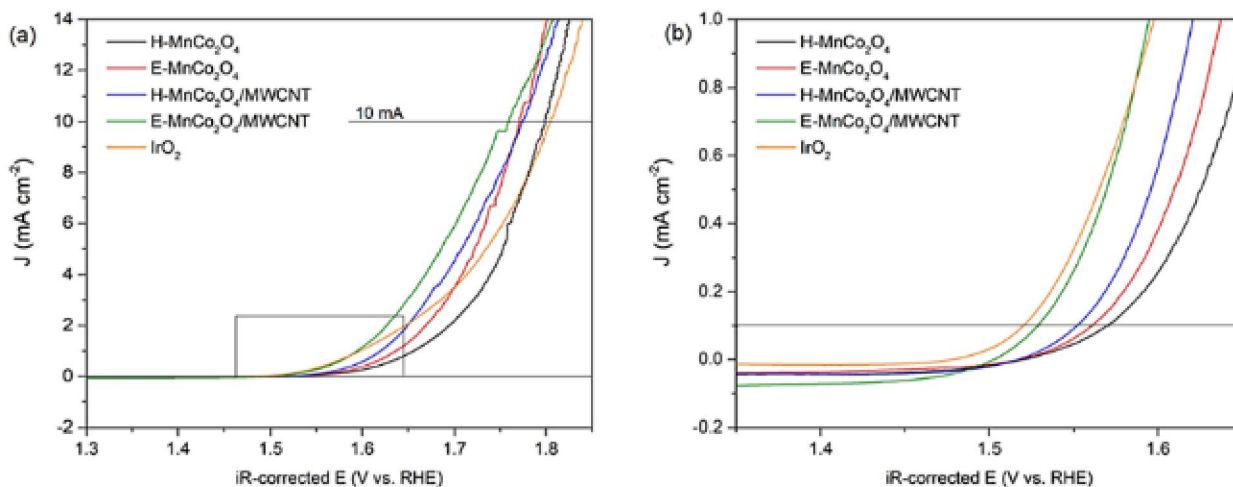 (a)
H-MnCo₂O₄
E-MnCo₂O₄
H-MnCo₂O₄/MWCNT
E-MnCo₂O₄/MWCNT
IrO₂
10 mA
J (mA cm⁻²)
14
12
10
8
6
4
2
0
-2
1.3
1.4
1.5
1.6
1.7
1.8
iR-corrected E (V vs. RHE)
(b)
H-MnCo₂O₄
E-MnCo₂O₄
H-MnCo₂O₄/MWCNT
E-MnCo₂O₄/MWCNT
IrO₂
J (mA cm⁻²)
1.0
0.8
0.6
0.4
0.2
0.0
-0.2
1.4
1.5
1.6
iR-corrected E (V vs. RHE)